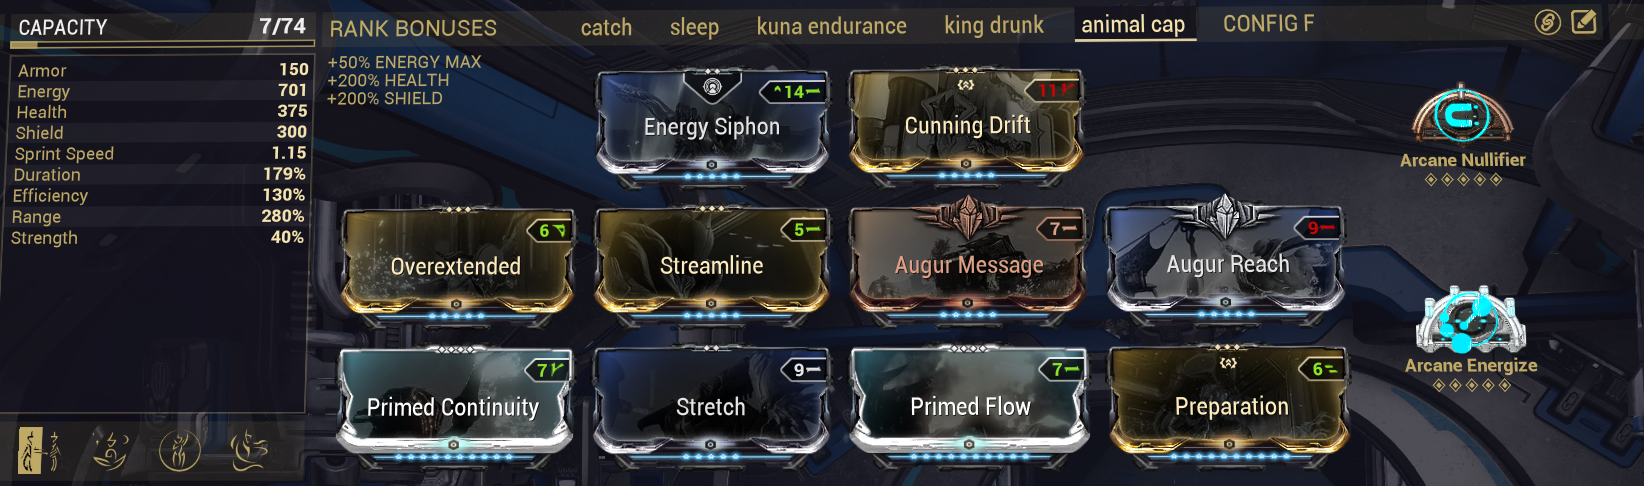 CAPACITY 7/74
RANK BONUSES
catch sleep kuna endurance king drunk animal cap CONFIG F
+50% ENERGY MAX
+200% HEALTH
+200% SHIELD
Armor 150
Energy 701
Health 375
Shield 300
Sprint Speed 1.15
Duration 179%
Efficiency 130%
Range 280%
Strength 40%
14
Energy Siphon
11
Cunning Drift
Arcane Nullifier
6
Overextended
5
Streamline
7
Augur Message
9
Augur Reach
7
Primed Continuity
9
Stretch
7
Primed Flow
6
Preparation
Arcane Energize